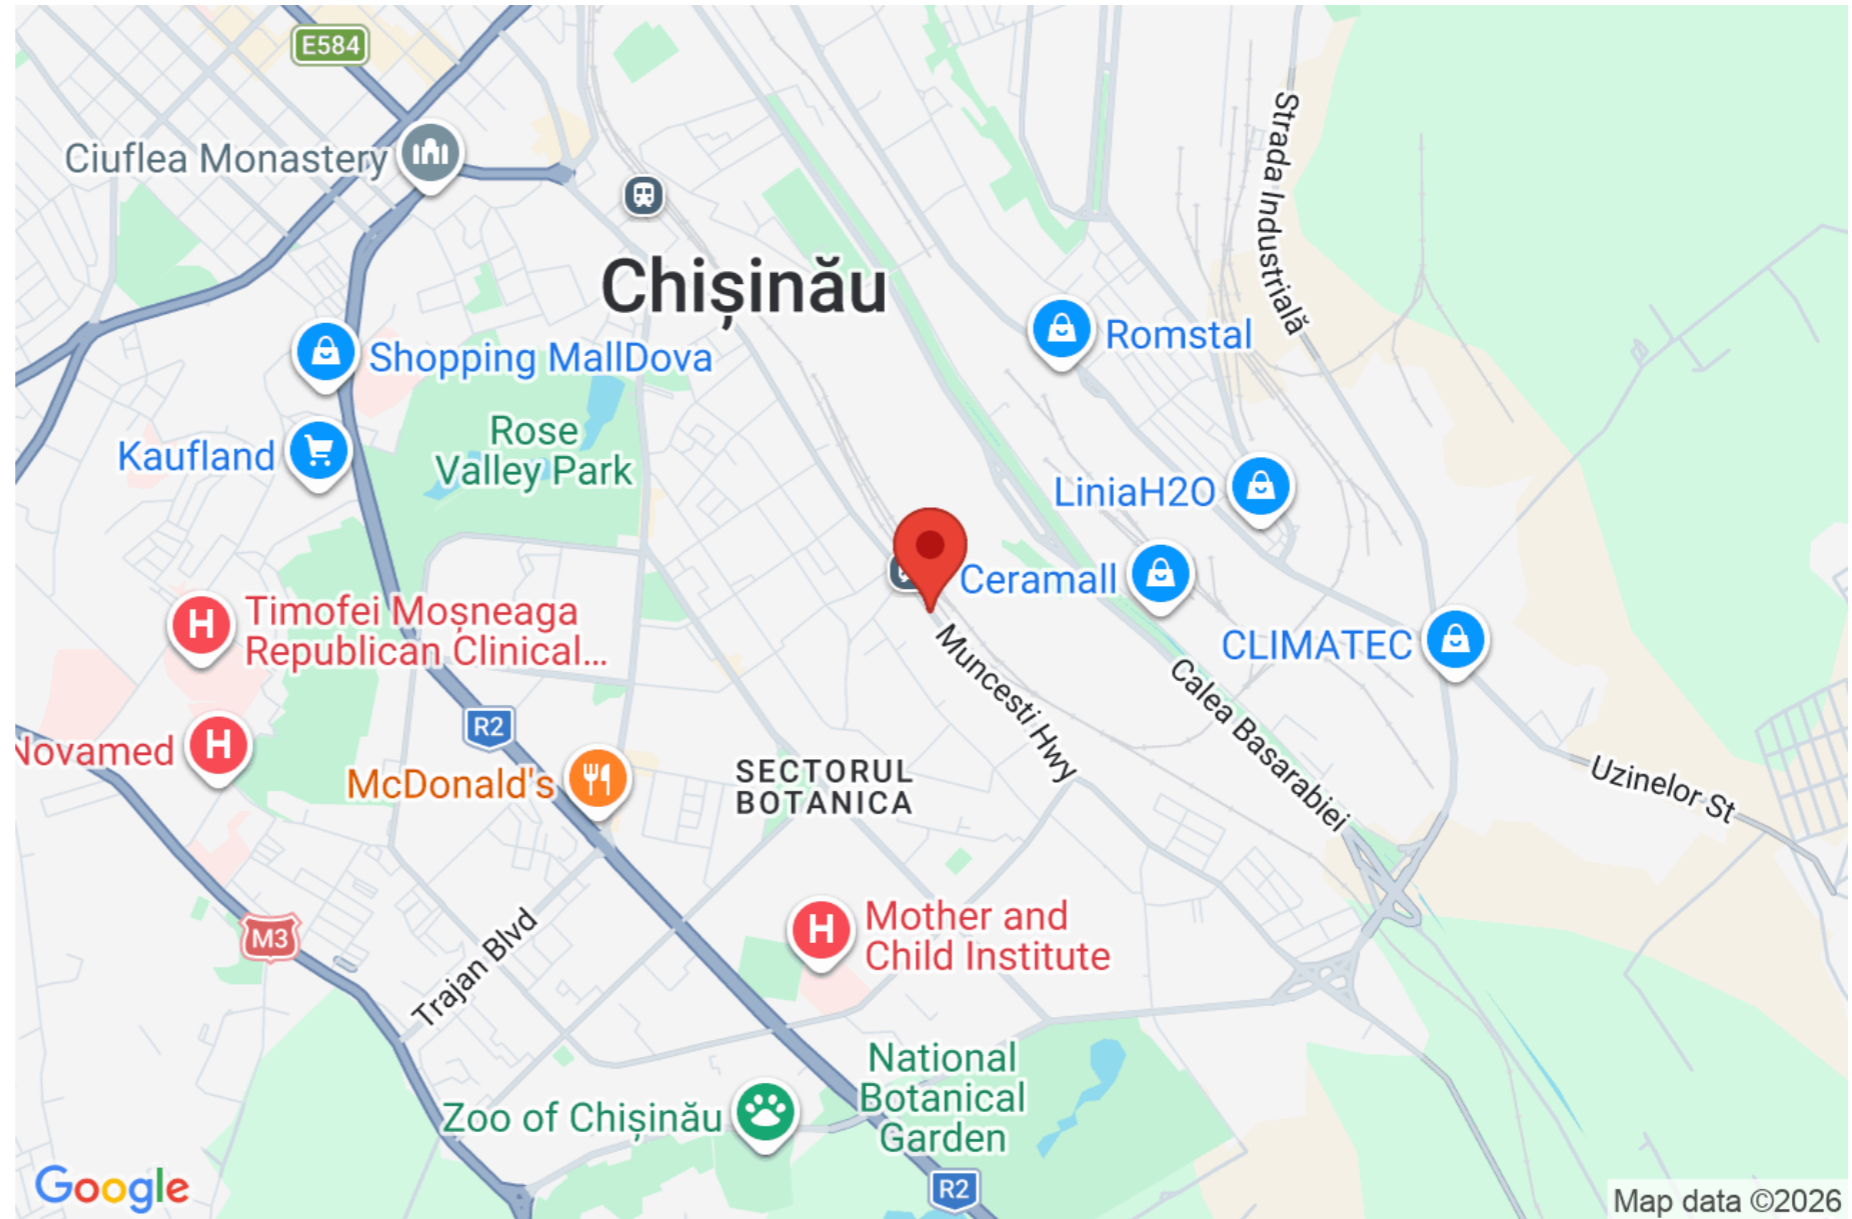 E584
Ciuflea Monastery
Strada Industrială
Chișinău
Romstal
Shopping MallDova
Rose
Valley Park
Kaufland
LiniaH2O
Ceramall
Timofei Moșneaga
Republican Clinical...
CLIMATEC
Muncesti Hwy
Calea Basarabiei
R2
Novamed
McDonald's
SECTORUL
BOTANICA
Uzinelor St
M3
Trajan Blvd
Mother and
Child Institute
National
Botanical
Garden
Zoo of Chișinău
R2
Google
Map data ©2026